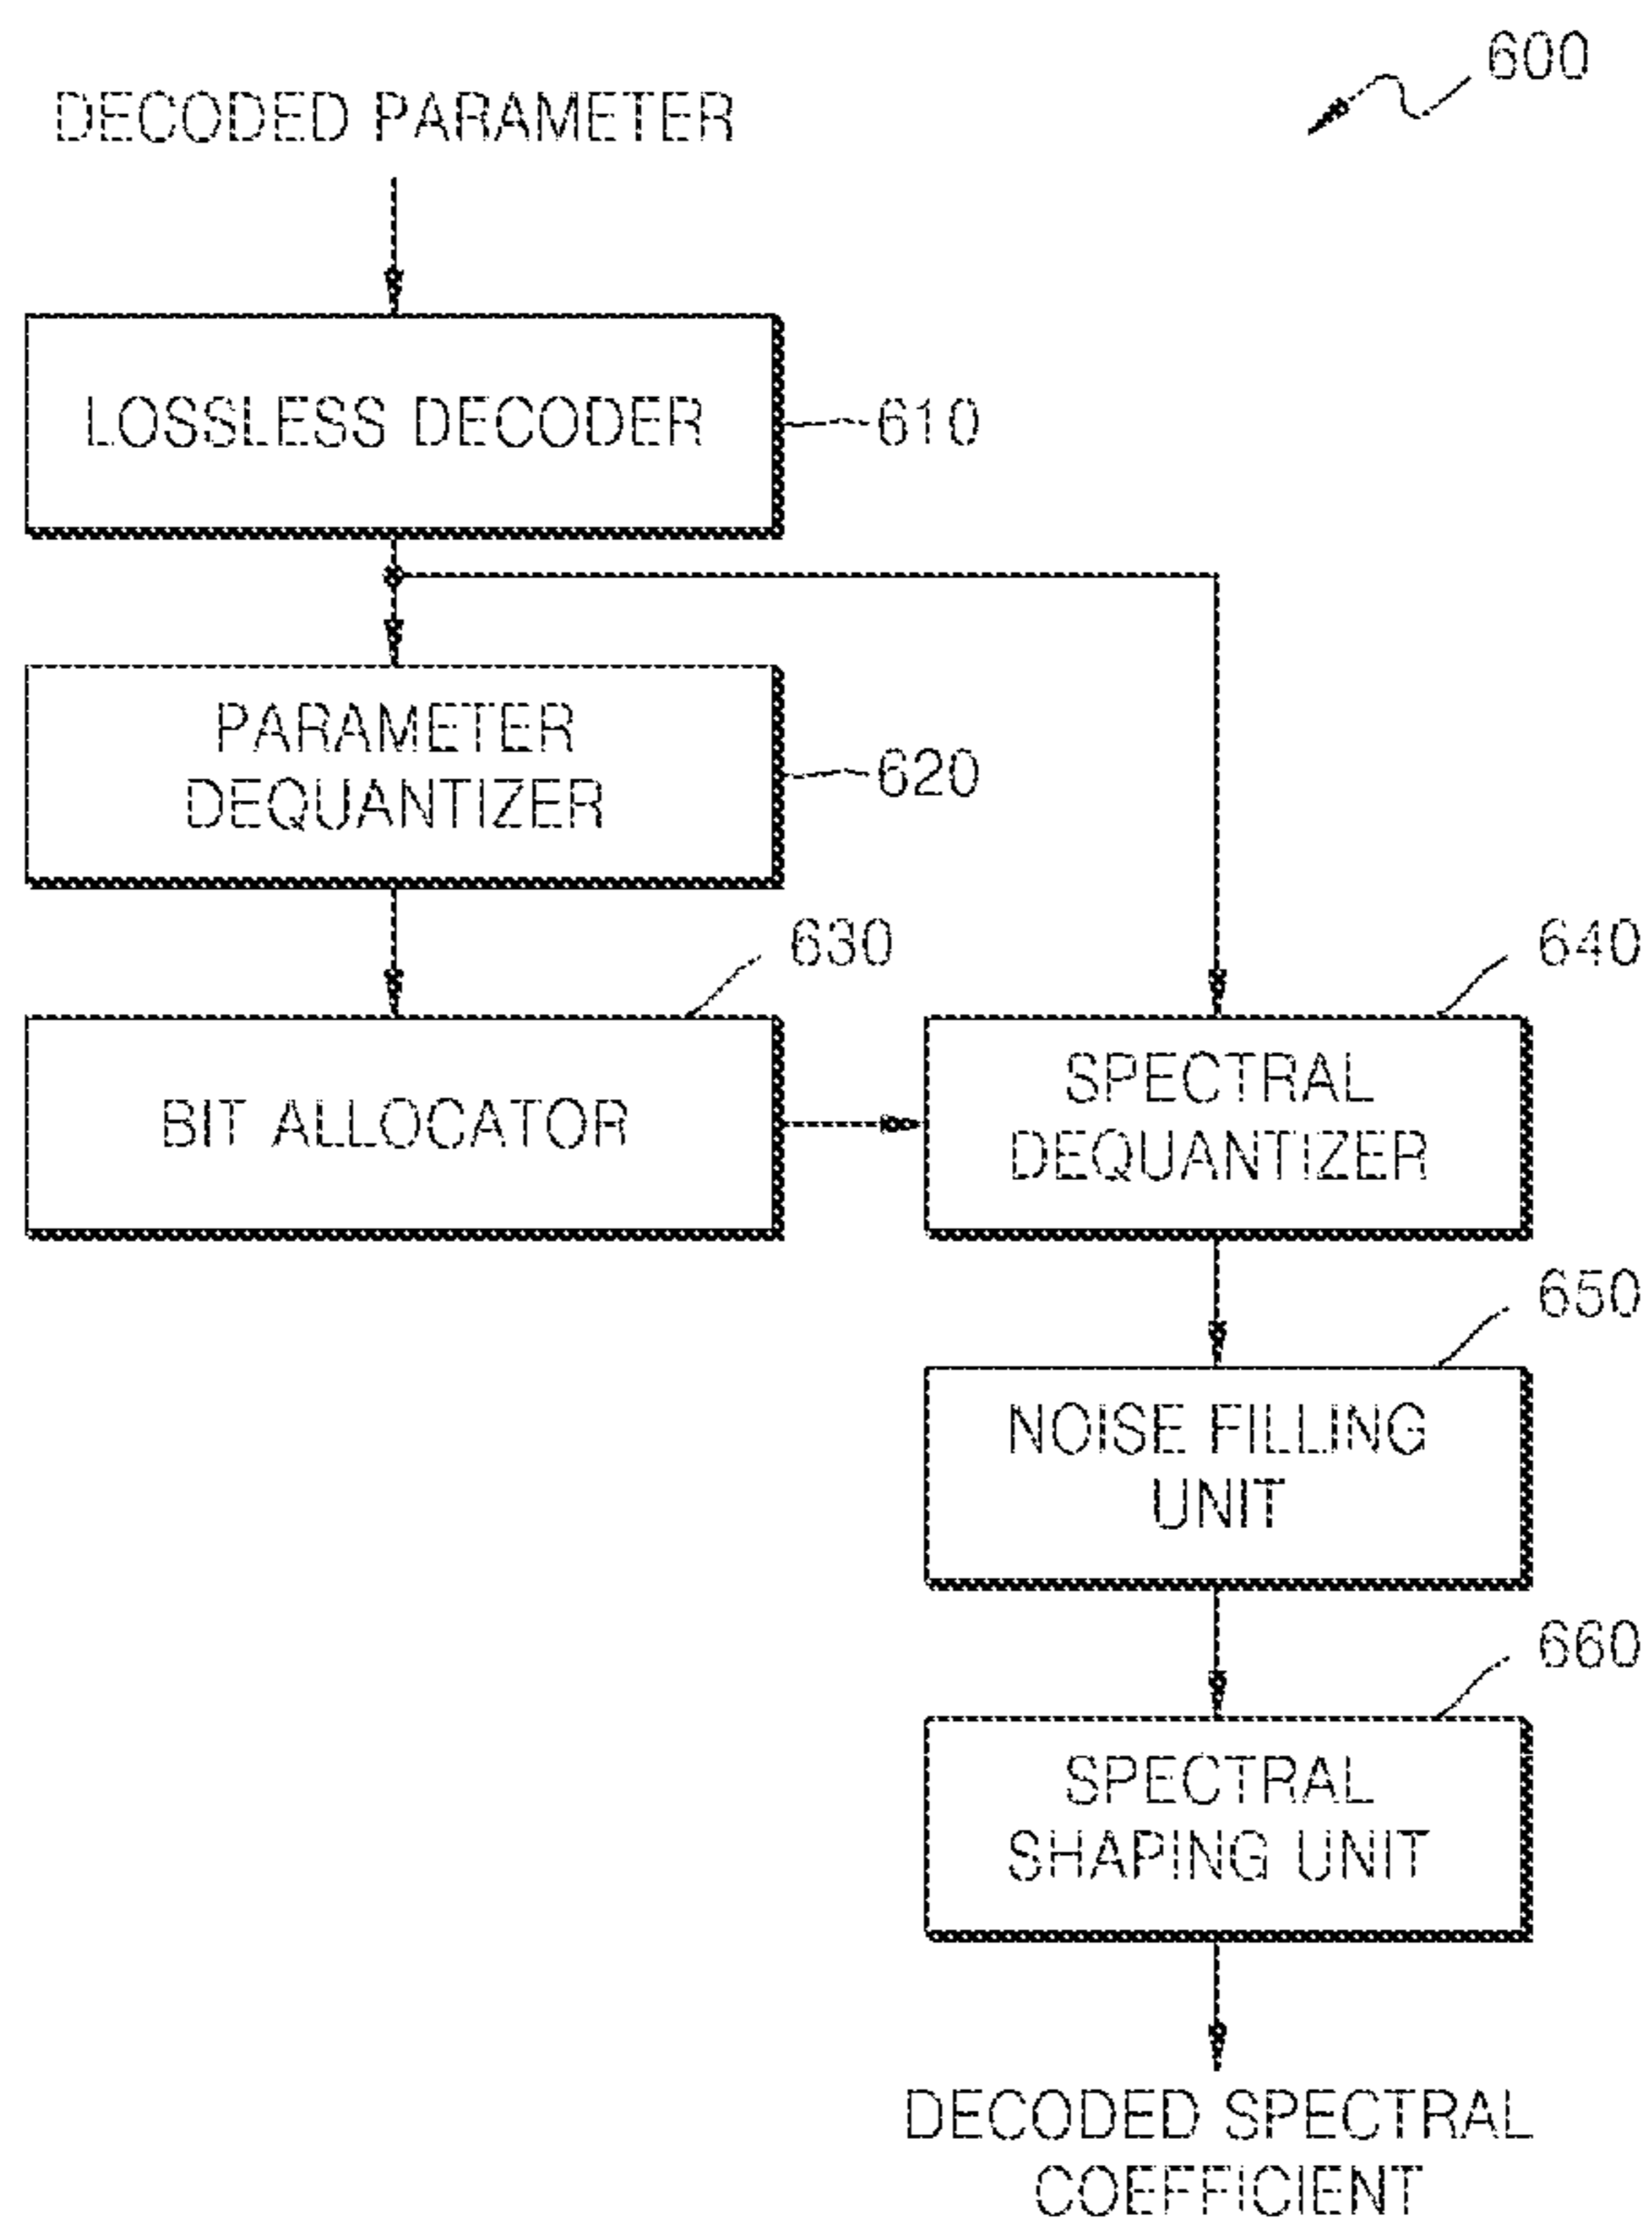 600
DECODED PARAMETER
LOSSLESS DECODER
610
PARAMETER
DEQUANTIZER
620
630
640
BIT ALLOCATOR
SPECTRAL
DEQUANTIZER
650
NOISE FILLING
UNIT
660
SPECTRAL
SHAPING UNIT
DECODED SPECTRAL
COEFFICIENT